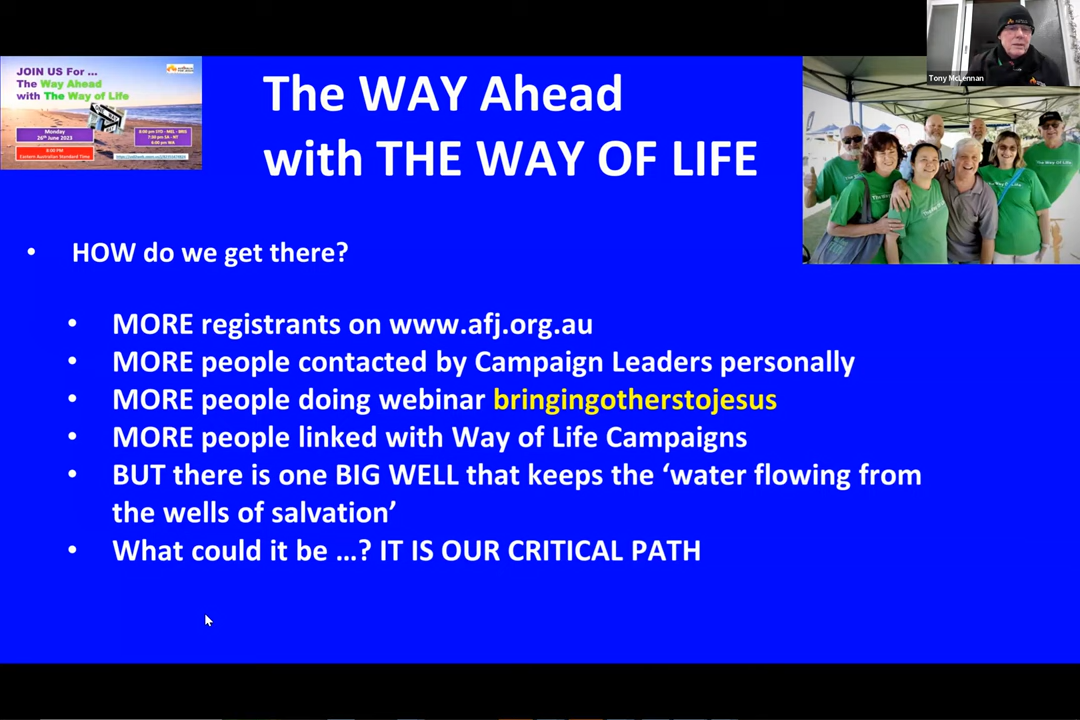 JOIN US For ...
The Way Ahead
with The Way of Life
Monday
26th June 2023
6:00 PM
Eastern Australian Standard Time
The WAY Ahead
with THE WAY OF LIFE
Tony McLennan
The Way Of Life
• HOW do we get there?
• MORE registrants on www.afj.org.au
• MORE people contacted by Campaign Leaders personally
• MORE people doing webinar bringingotherstojesus
• MORE people linked with Way of Life Campaigns
• BUT there is one BIG WELL that keeps the ‘water flowing from
the wells of salvation’
• What could it be …? IT IS OUR CRITICAL PATH